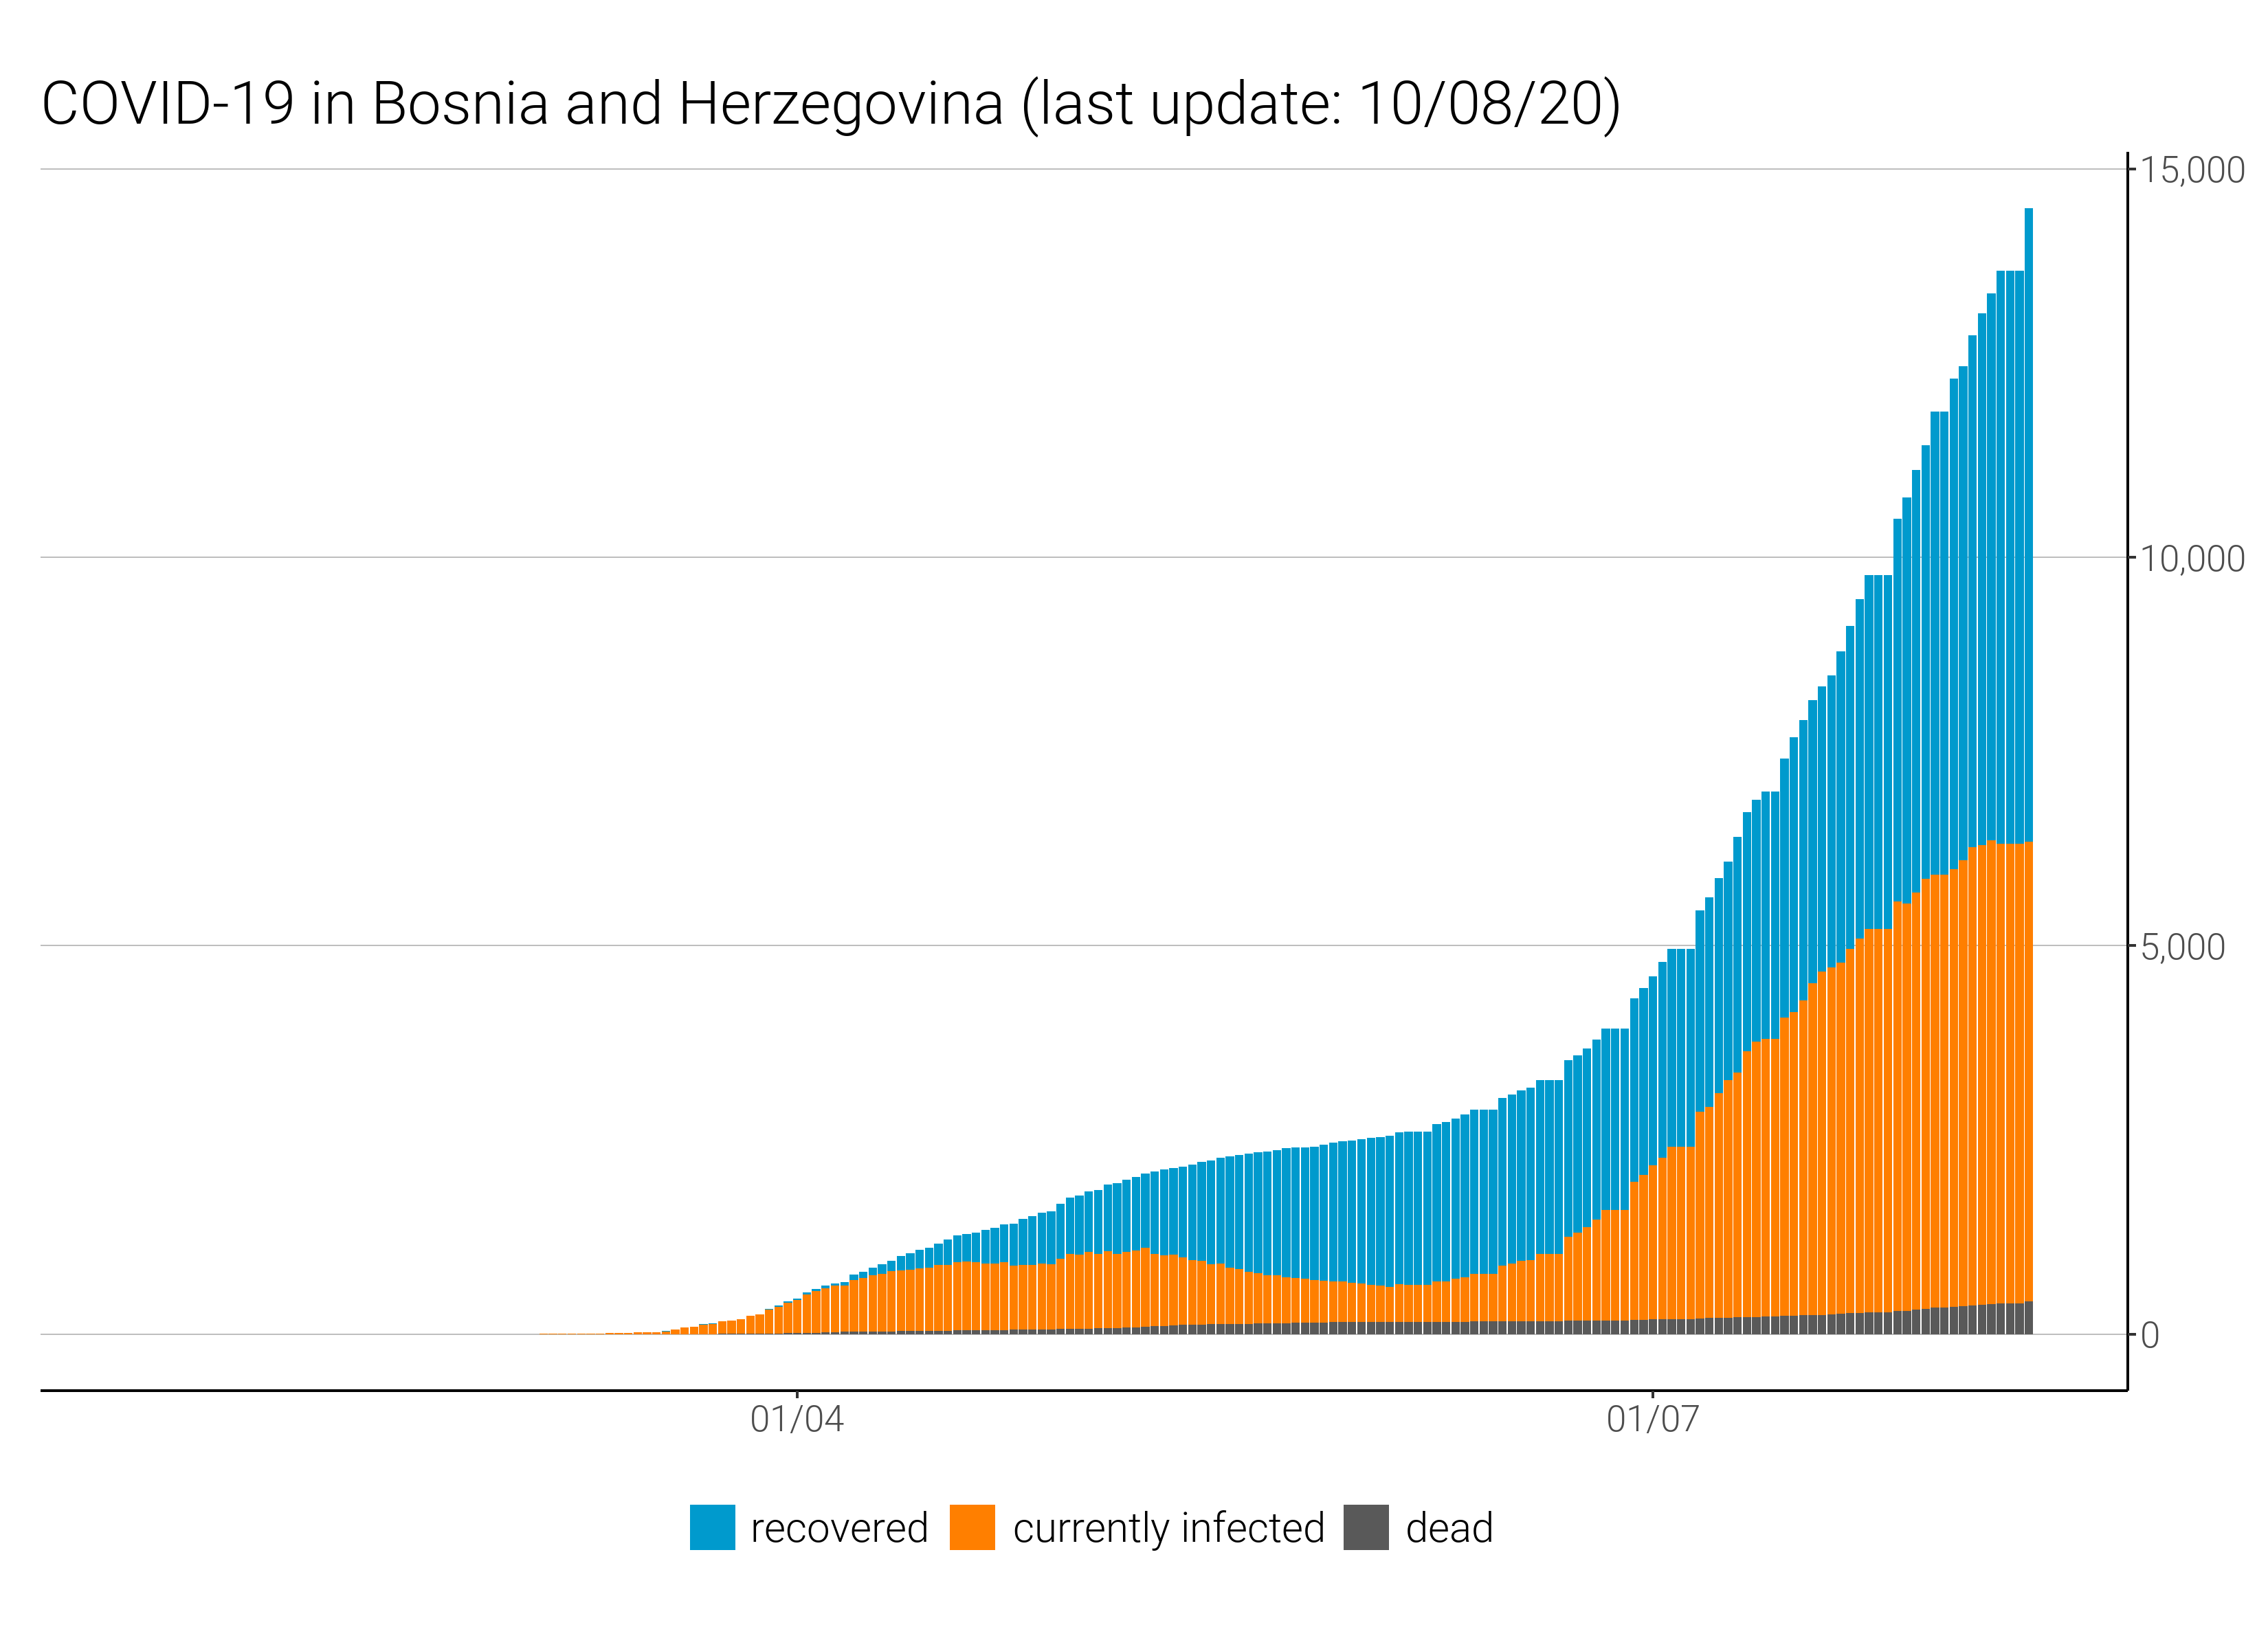 COVID-19 in Bosnia and Herzegovina (last update: 10/08/20)
15,000
10,000
5,000
0
01/04 01/07
recovered currently infected dead